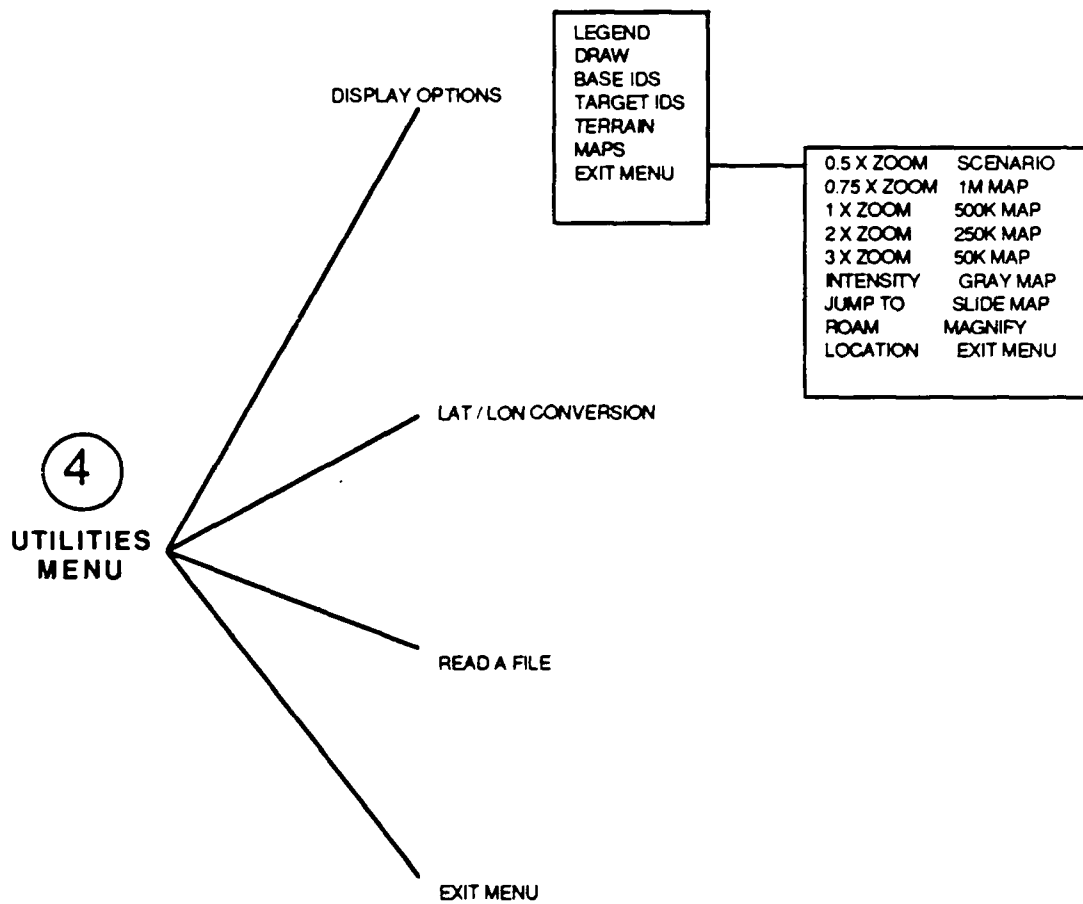 LEGEND
DRAW
BASE IDS
TARGET IDS
TERRAIN
MAPS
EXIT MENU
DISPLAY OPTIONS
0.5 X ZOOM SCENARIO
0.75 X ZOOM 1M MAP
1 X ZOOM 500K MAP
2 X ZOOM 250K MAP
3 X ZOOM 50K MAP
INTENSITY GRAY MAP
JUMP TO SLIDE MAP
ROAM MAGNIFY
LOCATION EXIT MENU
LAT / LON CONVERSION
4
UTILITIES
MENU
READ A FILE
EXIT MENU